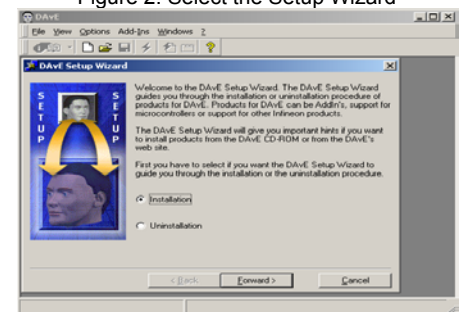 Figure 2. Select the Setup Wizard
DAvE
File View Options Add-Ins Windows ?
DAvE Setup Wizard
SETUP
SETUP
Welcome to the DAvE Setup Wizard. The DAvE Setup Wizard
guides you through the installation or uninstallation procedure of
products for DAvE. Products for DAvE can be AddIn's, support for
microcontrollers or support for other Infineon products.
The DAvE Setup Wizard will give you important hints if you want
to install products from the DAvE CD-ROM or from the DAvE's
web site.
First you have to select if you want the DAvE Setup Wizard to
guide you through the installation or the uninstallation procedure.
Installation
Uninstallation
< Back
Forward >
Cancel